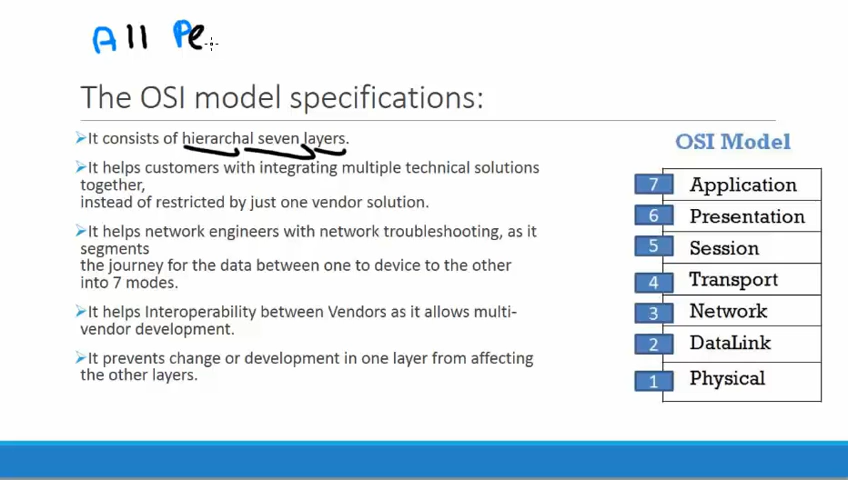 All Pe
The OSI model specifications:
It consists of hierarchal seven layers.
It helps customers with integrating multiple technical solutions
together,
instead of restricted by just one vendor solution.
It helps network engineers with network troubleshooting, as it
segments
the journey for the data between one to device to the other
into 7 modes.
It helps Interoperability between Vendors as it allows multi-
vendor development.
It prevents change or development in one layer from affecting
the other layers.
OSI Model
7 Application
6 Presentation
5 Session
4 Transport
3 Network
2 DataLink
1 Physical